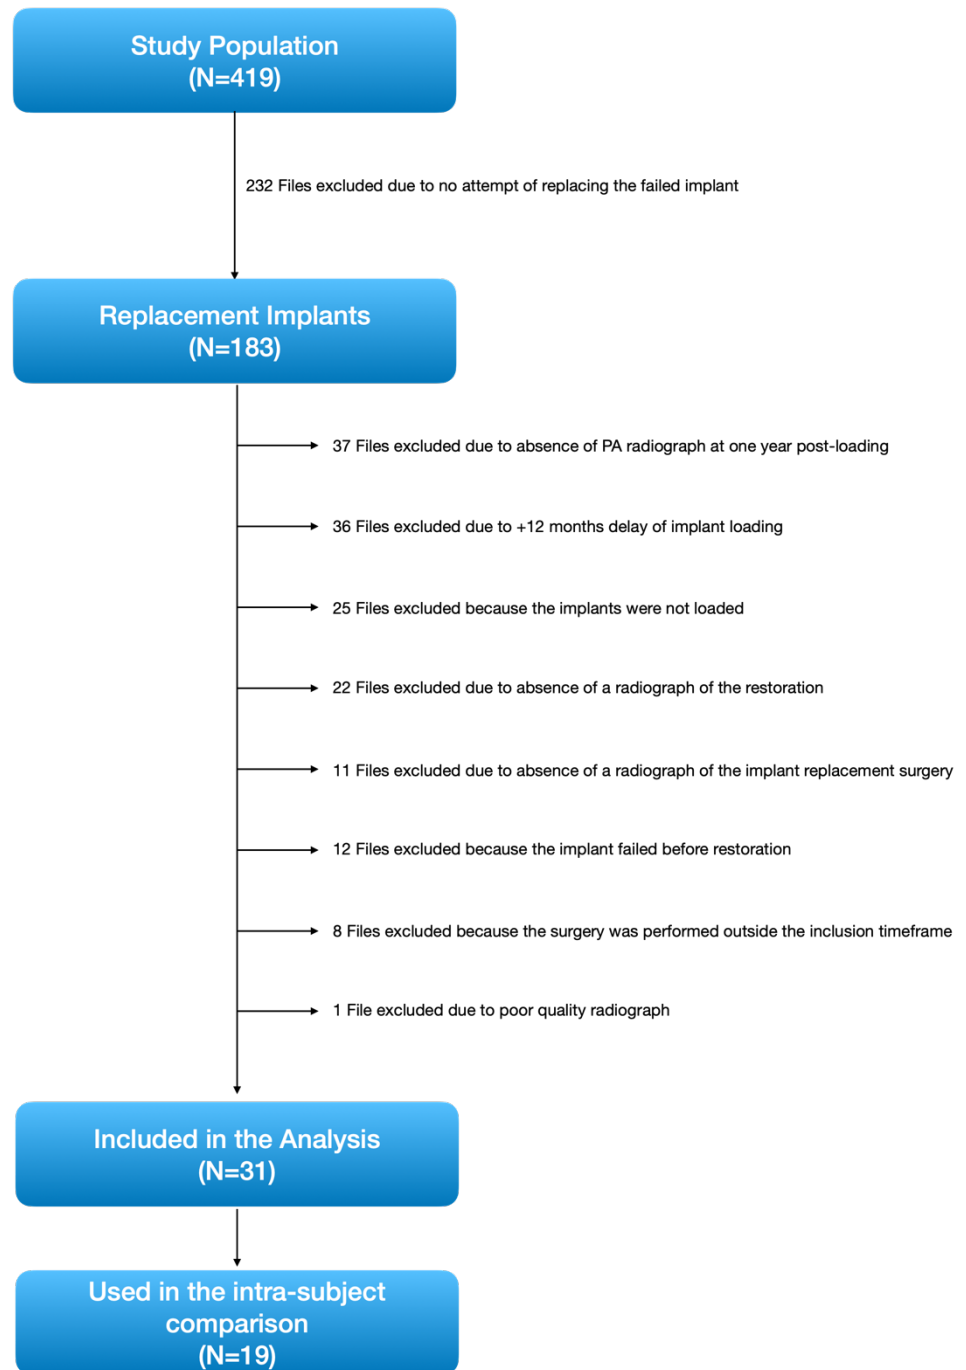 Study Population
(N=419)
232 Files excluded due to no attempt of replacing the failed implant
Replacement Implants
(N=183)
37 Files excluded due to absence of PA radiograph at one year post-loading
36 Files excluded due to +12 months delay of implant loading
25 Files excluded because the implants were not loaded
22 Files excluded due to absence of a radiograph of the restoration
11 Files excluded due to absence of a radiograph of the implant replacement surgery
12 Files excluded because the implant failed before restoration
8 Files excluded because the surgery was performed outside the inclusion timeframe
1 File excluded due to poor quality radiograph
Included in the Analysis
(N=31)
Used in the intra-subject
comparison
(N=19)